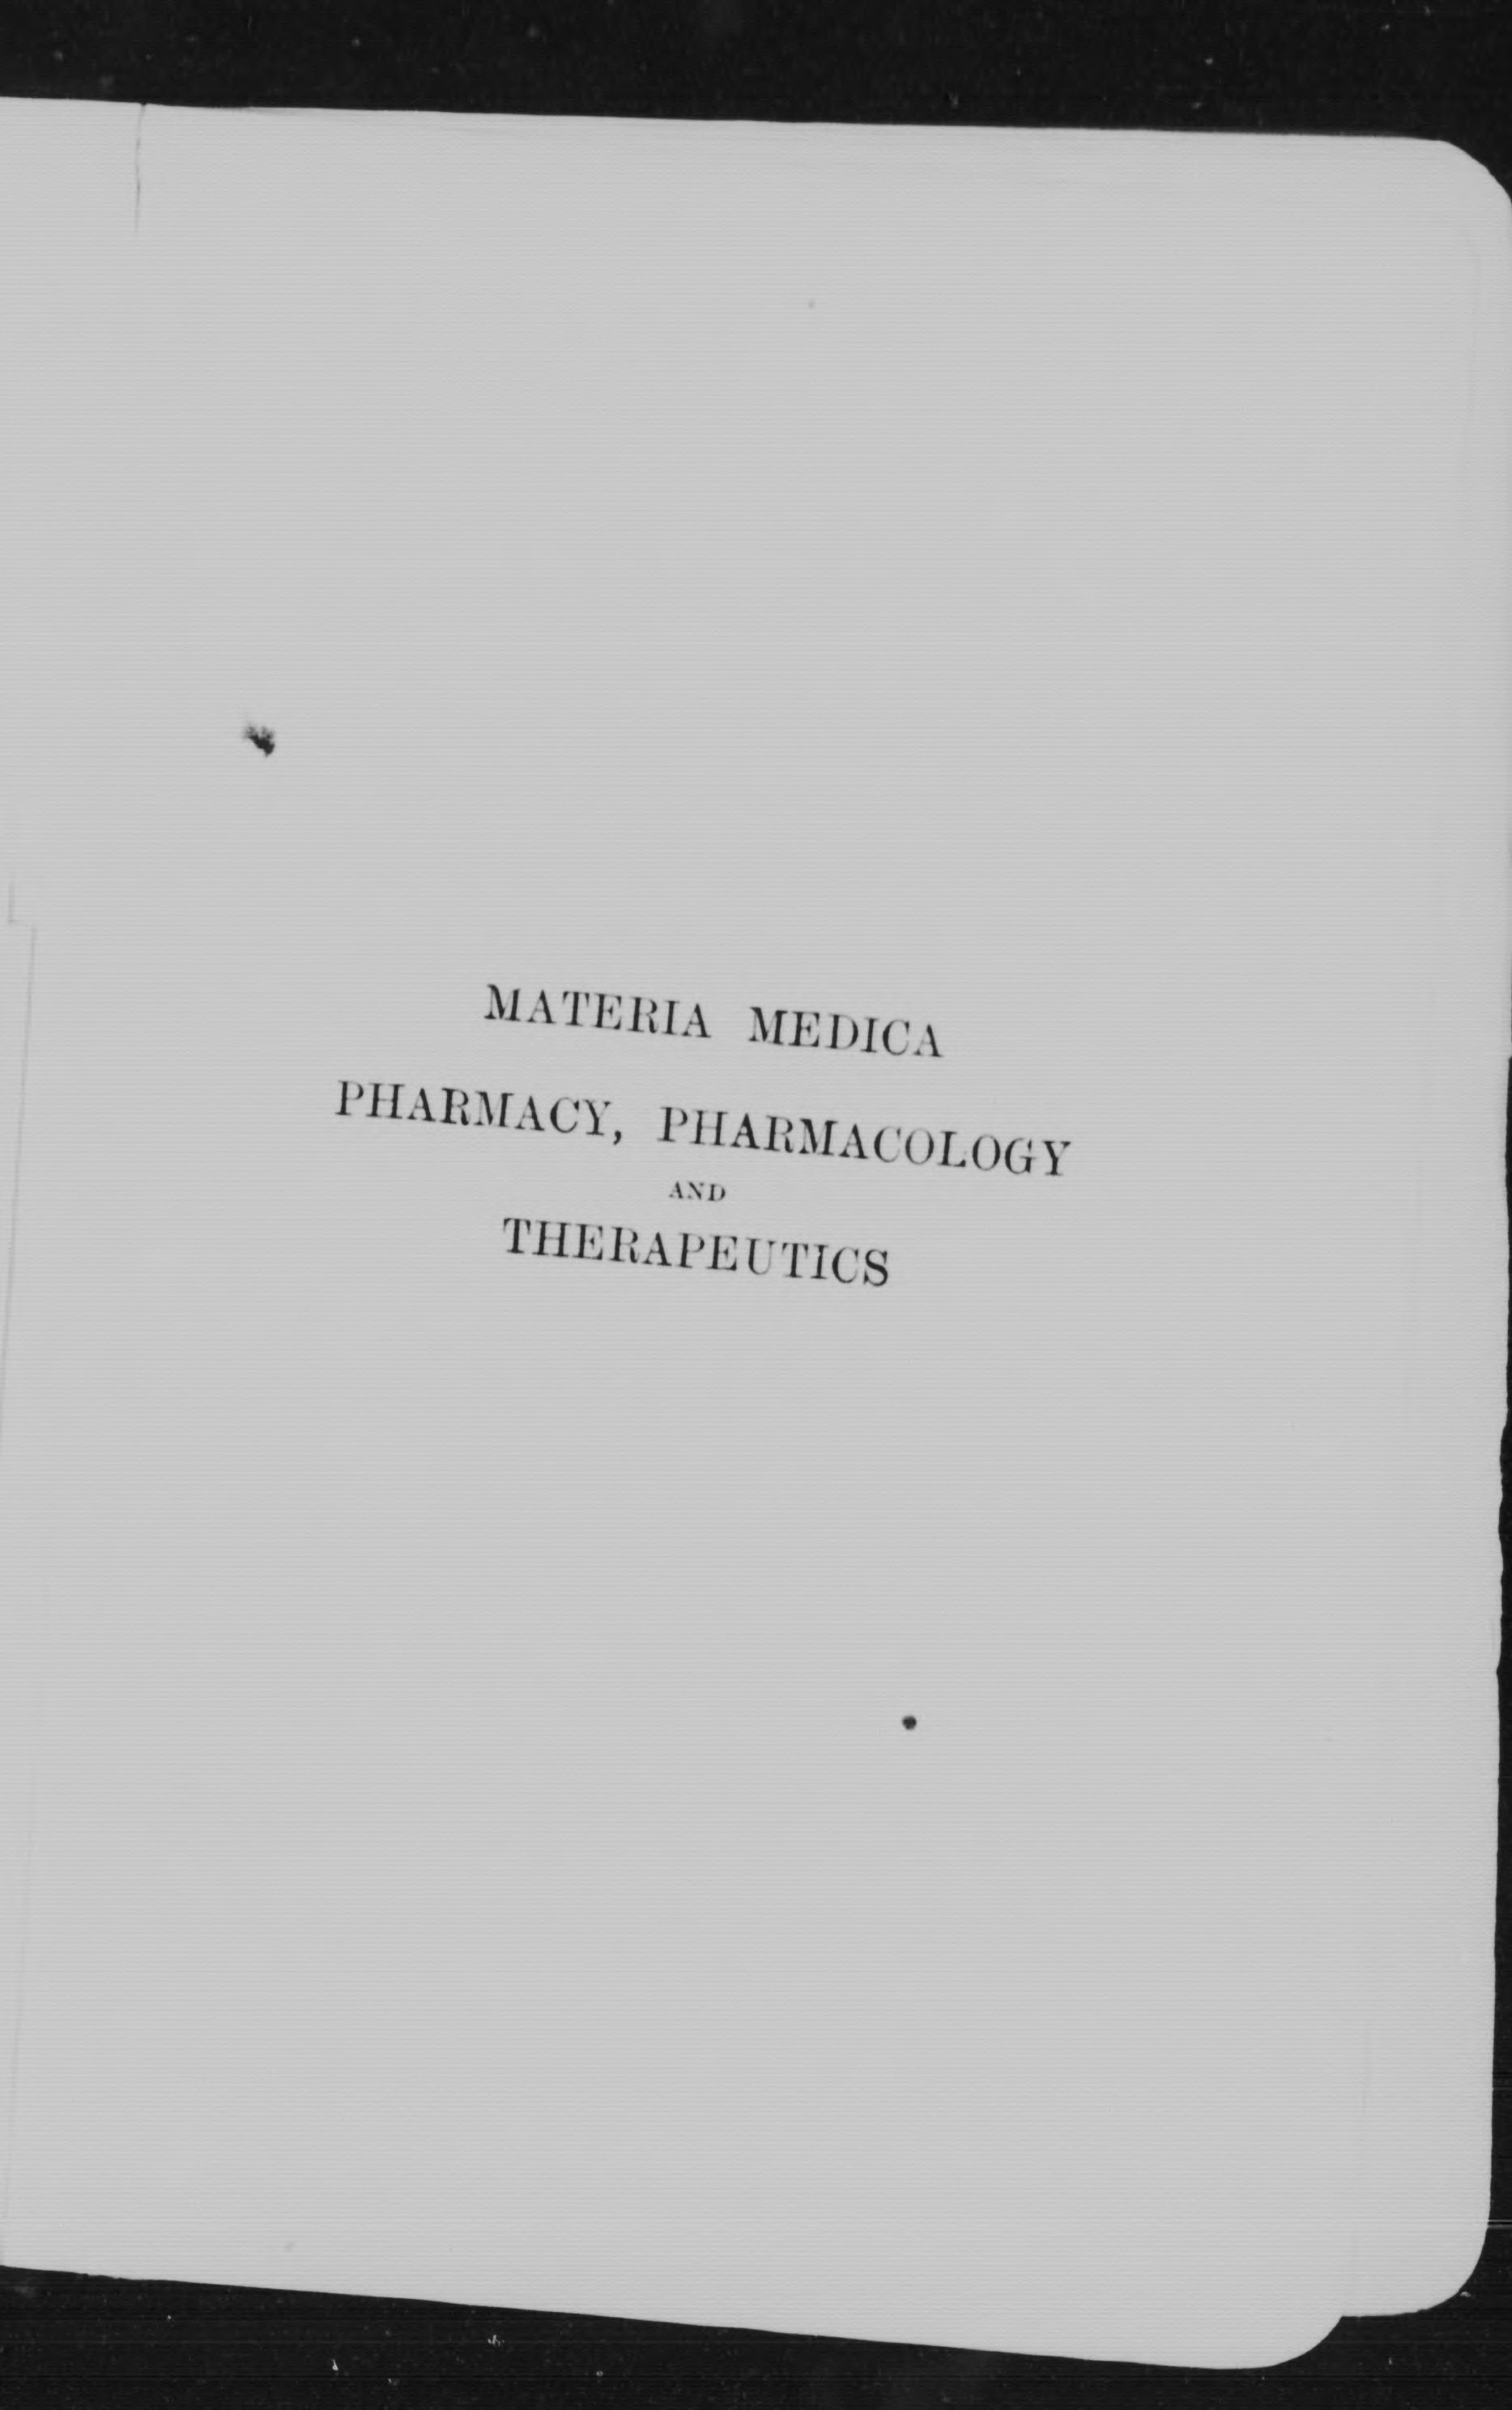 MATERIA MEDICA
PHARMACY, PHARMACOLOGY
AND
THERAPEUTICS